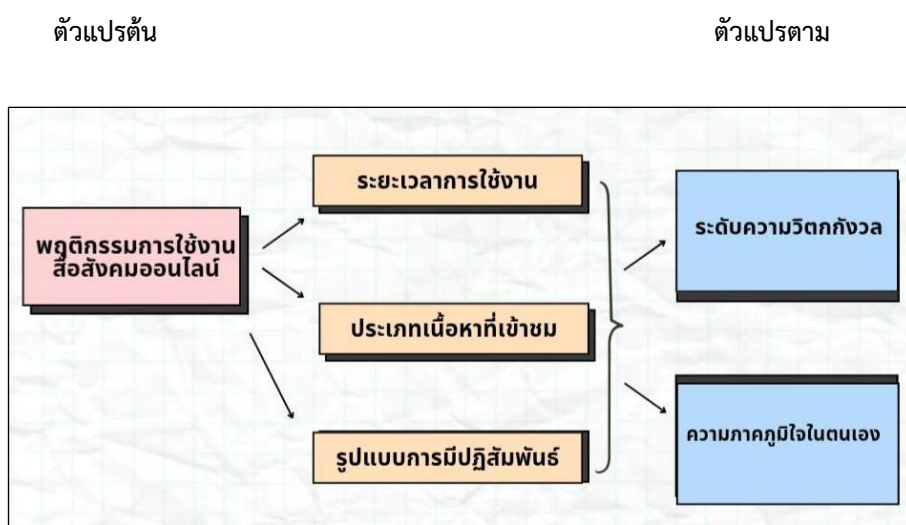 ตัวแปรต้น
ตัวแปรตาม
ระยะเวลาการใช้งาน
ระดับความวิตกกังวล
พฤติกรรมการใช้งาน
สื่อสังคมออนไลน์
ประเภทเนื้อหาที่เข้าชม
ความภาคภูมิใจในตนเอง
รูปแบบการมีปฏิสัมพันธ์